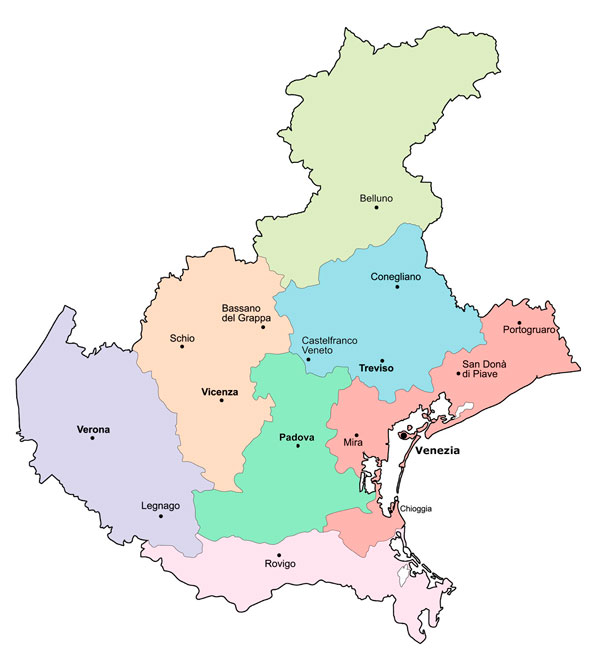 Belluno
Conegliano
Bassano
del Grappa
Portogruaro
Schio
Castelfranco
Veneto
Treviso
San Donà
di Piave
Vicenza
Verona
Padova
Mira
Venezia
Legnago
Chioggia
Rovigo